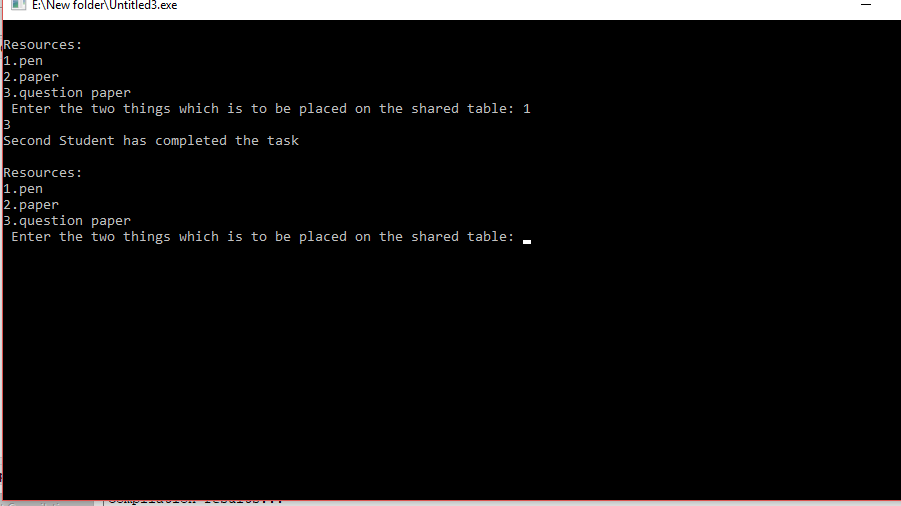 E:\New folder\Untitled3.exe
Resources:
1.pen
2.paper
3.question paper
Enter the two things which is to be placed on the shared table: 1
3
Second Student has completed the task
Resources:
1.pen
2.paper
3.question paper
Enter the two things which is to be placed on the shared table: